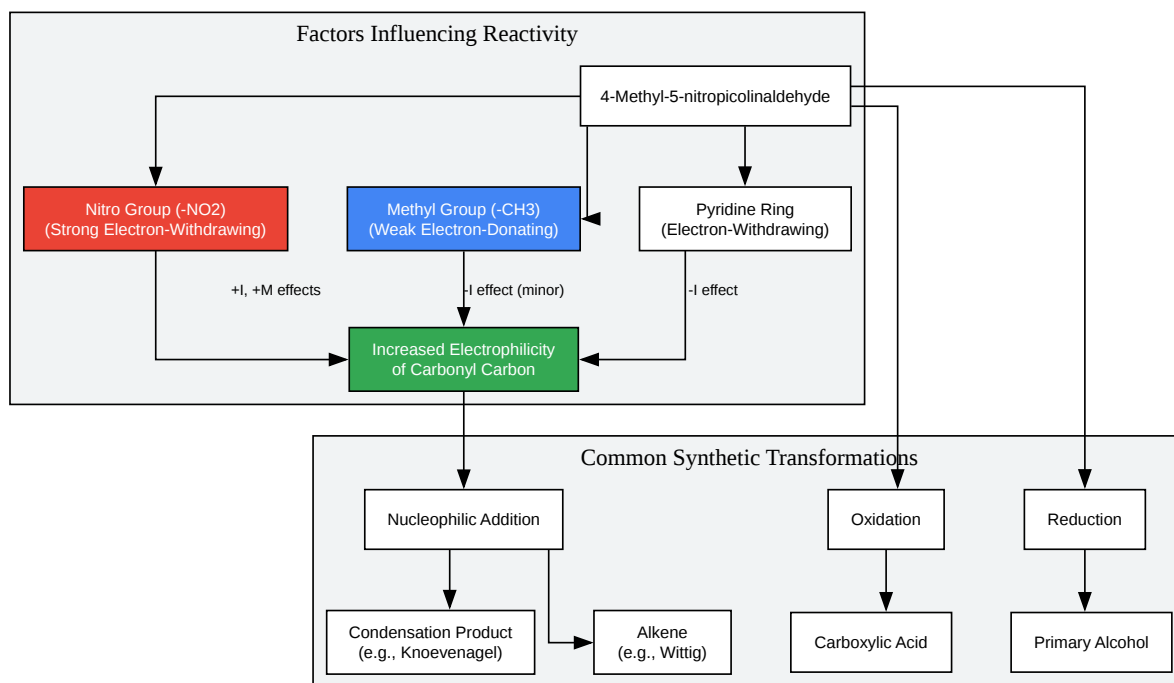 Factors Influencing Reactivity
4-Methyl-5-nitropicolinaldehyde
Nitro Group (-NO2)
(Strong Electron-Withdrawing)
Methyl Group (-CH3)
(Weak Electron-Donating)
Pyridine Ring
(Electron-Withdrawing)
+I, +M effects
-I effect (minor)
-I effect
Increased Electrophilicity
of Carbonyl Carbon
Common Synthetic Transformations
Nucleophilic Addition
Oxidation
Reduction
Condensation Product
(e.g., Knoevenagel)
Alkene
(e.g., Wittig)
Carboxylic Acid
Primary Alcohol